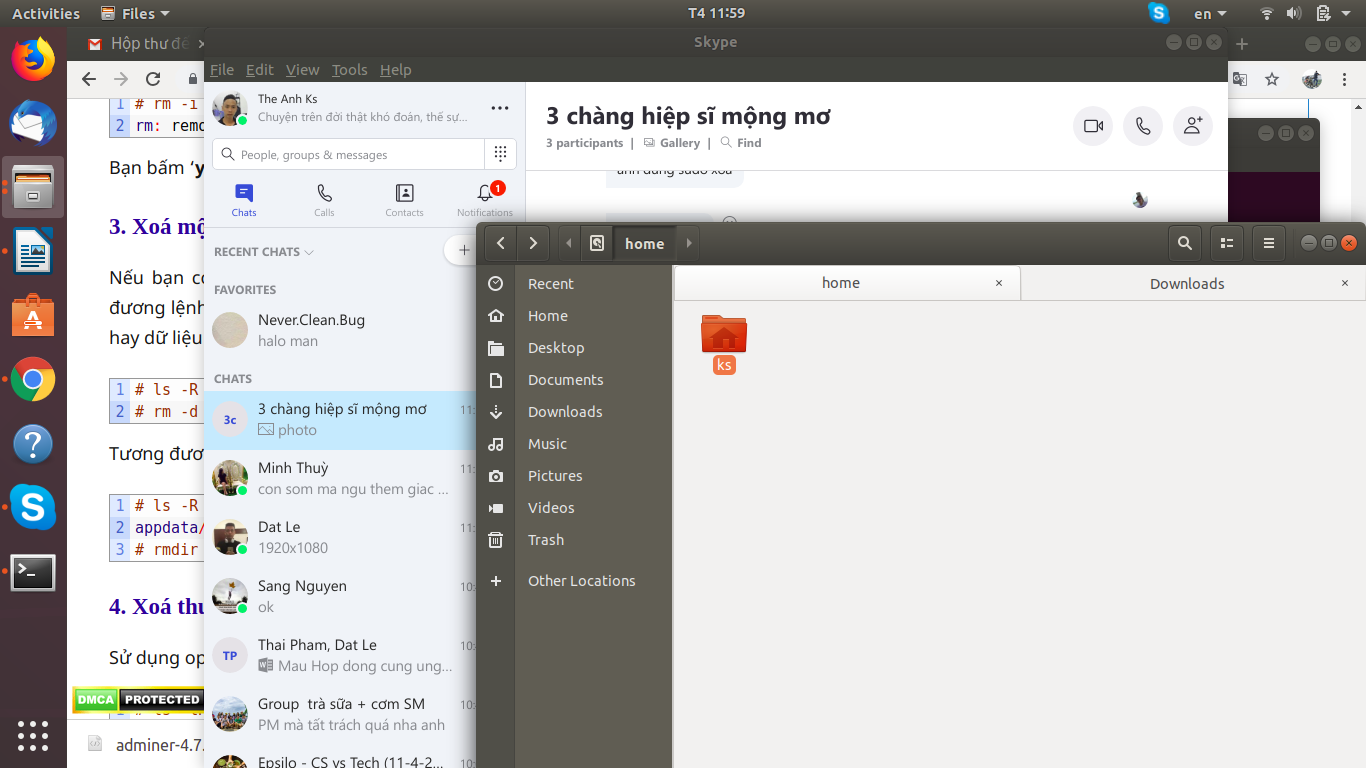 Activities
Files
T4 11:59
en
Hộp thư đế
Skype
File Edit View Tools Help
1 # rm -i
2 rm: remo
Bạn bấm ‘y
3. Xoá mộ
Nếu bạn có
đương lệnh
hay dữ liệu
1 # ls -R
2 # rm -d
Tương đươ
1 # ls -R
2 appdata/
3 # rmdir
4. Xoá thu
Sử dụng op
DMCA PROTECTED
adminer-4.7.
The Anh Ks
Chuyện trên đời thật khó đoán, thế sự...
People, groups & messages
1
Chats
Calls
Contacts
Notifications
RECENT CHATS
FAVORITES
Never.Clean.Bug
halo man
CHATS
3c
3 chàng hiệp sĩ mộng mơ
11:
photo
Minh Thuỳ
11:
con som ma ngu them giac ...
Dat Le
11:
1920x1080
Sang Nguyen
10:
ok
TP
Thai Pham, Dat Le
10:
Mau Hop dong cung ung...
Group trà sữa + cơm SM
10:
PM mà tất trách quá nha anh
Epsilo - CS vs Tech (11-4-2...
10:
3 chàng hiệp sĩ mộng mơ
3 participants | Gallery | Find
anh dùng sudo xoá
home
Recent
Home
Desktop
Documents
Downloads
Music
Pictures
Videos
Trash
Other Locations
home
Downloads
ks